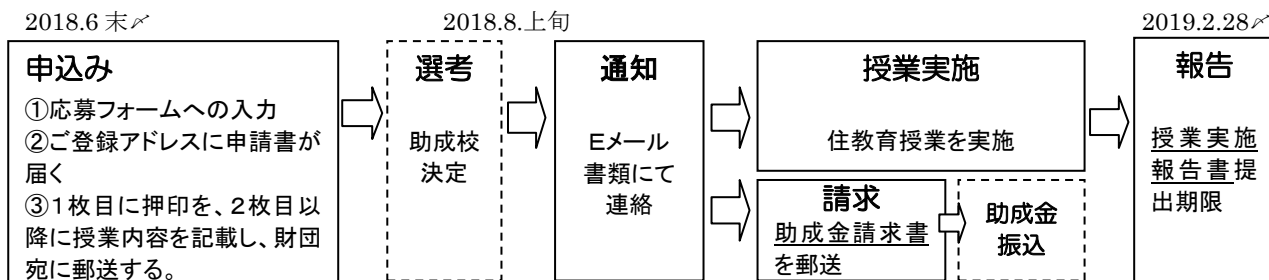 2018.6 末〆
2018.8.上旬
2019.2.28〆
申込み
①応募フォームへの入力
②ご登録アドレスに申請書が
届く
③1枚目に押印を、2枚目以
降に授業内容を記載し、財団
宛に郵送する。
選考
助成校
決定
通知
Eメール
書類にて
連絡
授業実施
住教育授業を実施
請求
助成金請求書
を郵送
助成金
振込
報告
授業実施
報告書提
出期限